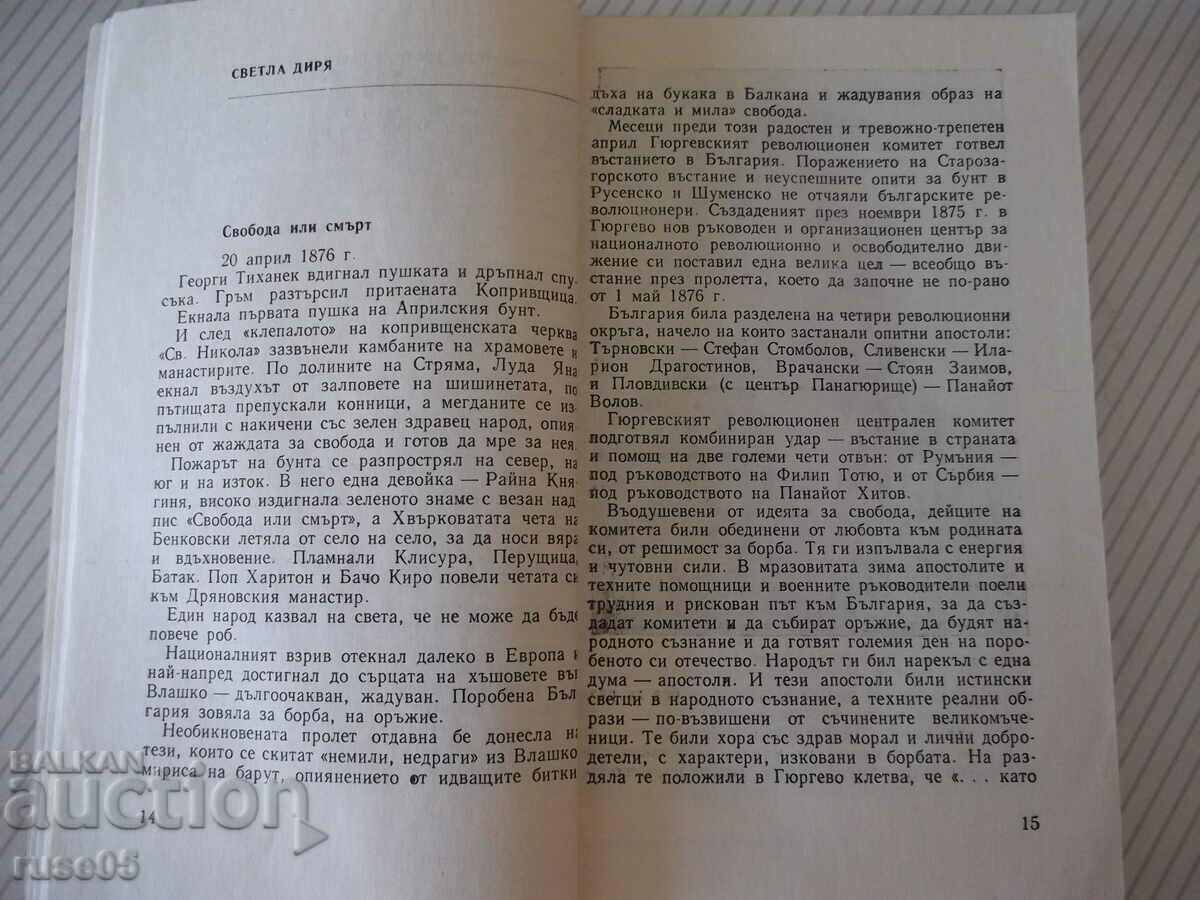 СВЕТЛА ДИРЯ
Свобода или смърт
20 април 1876 г.
Георги Тиханек вдигнал пушката и дръпнал спу-
съка. Гръм разтърсил притаената Копривщица.
Екнала първата пушка на Априлския бунт.
И след «клепалото» на копривщенската черква
«Св. Никола» зазвънели камбаните на храмовете и
манастирите. По долините на Стряма, Луда Яна
екнал въздухът от залповете на шишинетата, по
пътищата препускали конници, а мегданите се из-
пълнили с накичени със зелен здравец народ, опия-
нен от жаждата за свобода и готов да мре за нея.
Пожарът на бунта се разпрострял на север, на
юг и на изток. В него една девойка — Райна Кня-
гиня, високо издигнала зеленото знаме с везан над-
пис «Свобода или смърт», а Хвърковатата чета на
Бенковски летяла от село на село, за да носи вяра
и вдъхновение. Пламнали Клисура, Перущица,
Батак. Поп Харитон и Бачо Киро повели четата си
към Дряновския манастир.
Един народ казвал на света, че не може да бъде
повече роб.
Националният взрив отекнал далеко в Европа и
най-напред достигнал до сърцата на хъшовете във
Влашко — дългоочакван, жадуван. Поробена Бъл-
гария зовяла за борба, на оръжие.
Необикновената пролет отдавна бе донесла на
тези, които се скитат «немили, недраги» из Влашко
мириса на барут, опиянението от идващите битки,
14
дъха на букака в Балкана и жадувания образ на
«сладката и мила» свобода.
Месеци преди този радостен и тревожно-трепетен
април Гюргевският революционен комитет готвел
въстанието в България. Поражението на Староза-
горското въстание и неуспешните опити за бунт в
Русенско и Шуменско не отчаяли българските ре-
волюционери. Създаденият през ноември 1875 г. в
Гюргево нов ръководен и организационен център за
националното революционно и освободително дви-
жение си поставил една велика цел — всеобщо въ-
стание през пролетта, което да започне не по-рано
от 1 май 1876 г.
България била разделена на четири революционни
окръга, начело на които застанали опитни апостоли:
Търновски — Стефан Стомболов, Сливенски — Ила-
рион Драгостинов, Врачански — Стоян Заимов,
и Пловдивски (с център Панагюрище) — Панайот
Волов.
Гюргевският революционен централен комитет
подготвял комбиниран удар — въстание в страната
и помощ на две големи чети отвън: от Румъния —
под ръководството на Филип Тотю, и от Сърбия —
под ръководството на Панайот Хитов.
Въодушевени от идеята за свобода, дейците на
комитета били обединени от любовта към родината
си, от решимост за борба. Тя ги изпълвала с енергия
и чутовни сили. В мразовитата зима апостолите и
техните помощници и военните ръководители поели
трудния и рискован път към България, за да съз-
дадат комитети и да събират оръжие, да будят на-
родното съзнание и да готвят големия ден на поро-
беното си отечество. Народът ги бил нарекъл с една
дума — апостоли. И тези апостоли били истински
светци в народното съзнание, а техните реални об-
рази — по-възвишени от съчинените великомъче-
ници. Те били хора със здрав морал и лични добро-
детели, с характери, изковани в борбата. На раз-
дяла те положили в Гюргево клетва, че «. . . като
15
BALKAN
auction
ruse05